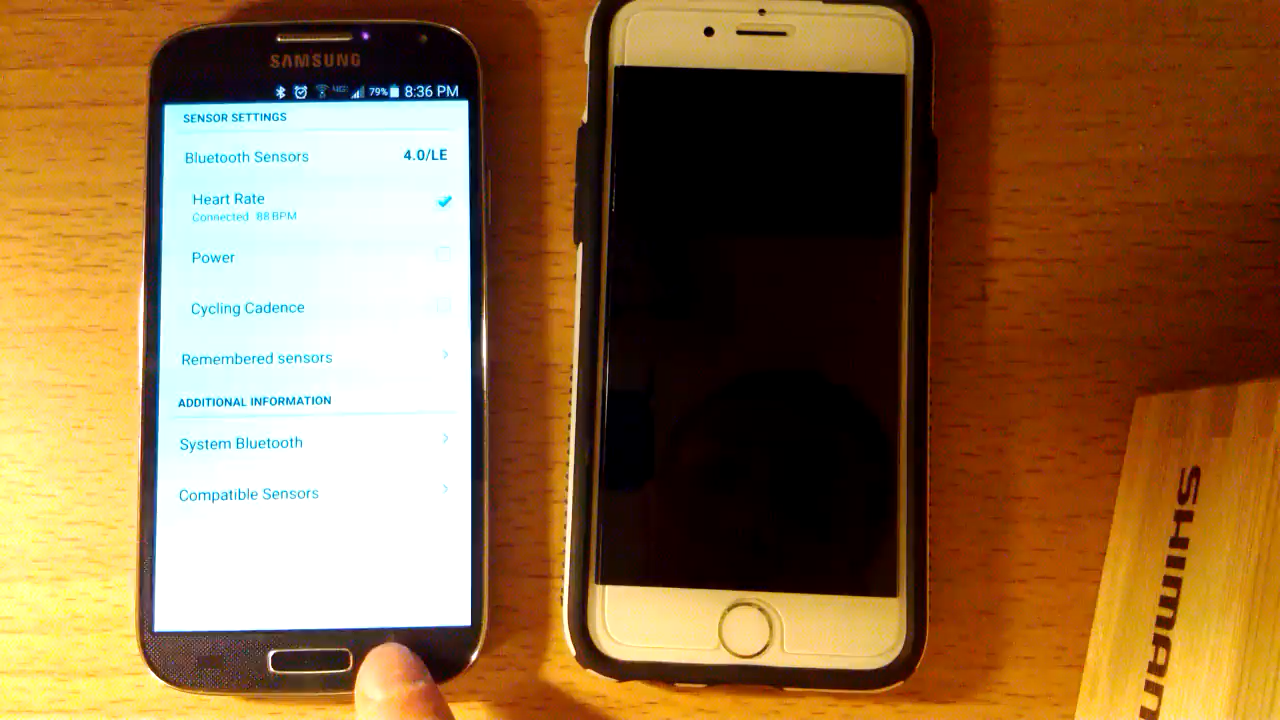 SAMSUNG
79% 8:36 PM
SENSOR SETTINGS
Bluetooth Sensors 4.0/LE
Heart Rate
Connected 88 BPM
Power
Cycling Cadence
Remembered sensors
ADDITIONAL INFORMATION
System Bluetooth
Compatible Sensors
SHIMAN